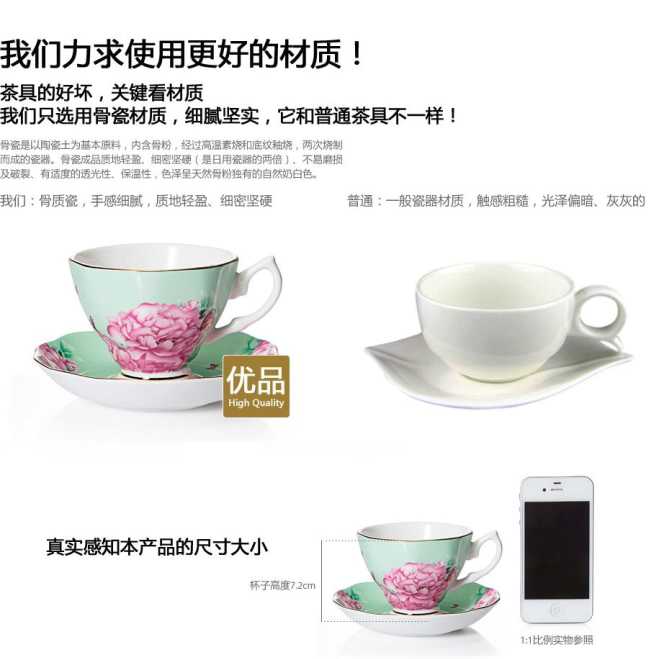 我们力求使用更好的材质！
茶具的好坏，关键看材质
我们只选用骨瓷材质，细腻坚实，它和普通茶具不一样！
骨瓷是以陶瓷土为基本原料，内含骨粉，经过高温素烧和底纹釉烧，两次烧制
而成的瓷器。骨瓷成品质地轻盈、细密坚硬（是日用瓷器的两倍）、不易磨损
及破裂、有适度的透光性、保温性，色泽呈天然骨粉独有的自然奶白色。
我们：骨质瓷，手感细腻，质地轻盈、细密坚硬
普通：一般瓷器材质，触感粗糙，光泽偏暗、灰灰的
优品
High Quality
真实感知本产品的尺寸大小
杯子高度7.2cm
1:1比例实物参照